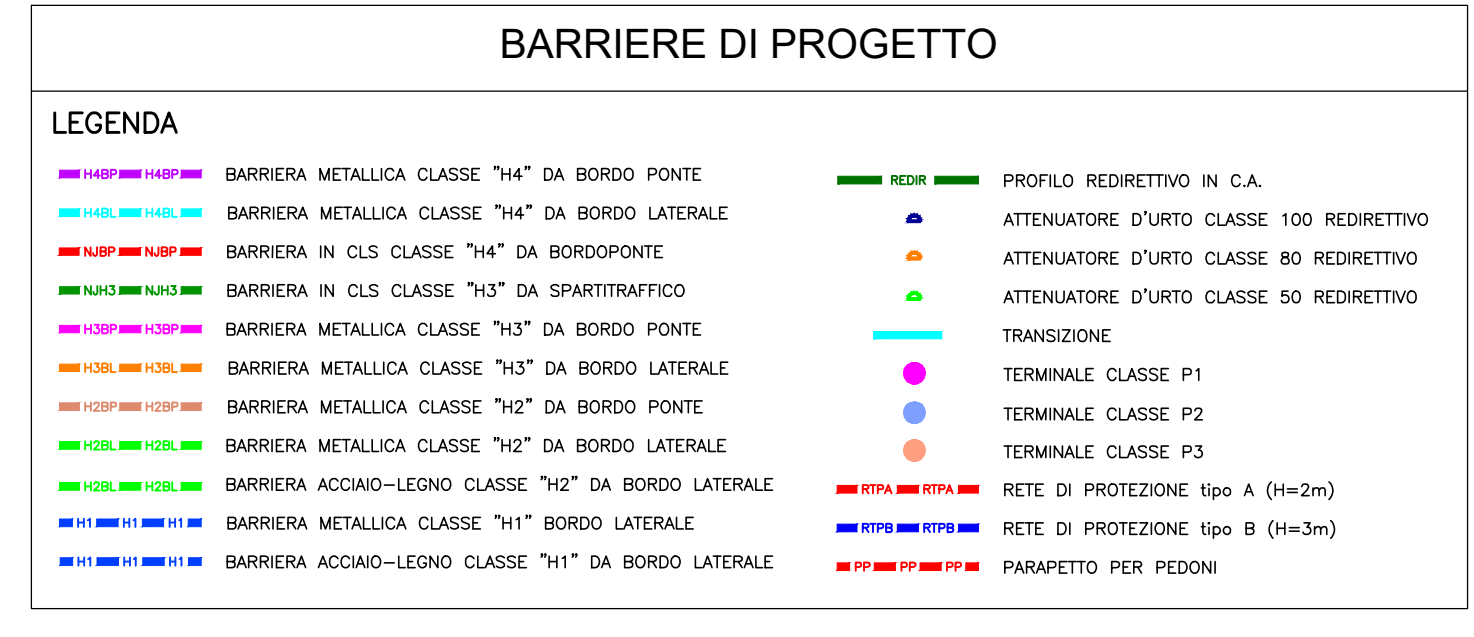 BARRIERE DI PROGETTO
LEGENDA
H4BP H4BP BARRIERA METALLICA CLASSE "H4" DA BORDO PONTE
H4BL H4BL BARRIERA METALLICA CLASSE "H4" DA BORDO LATERALE
NJBP NJBP BARRIERA IN CLS CLASSE "H4" DA BORDOPONTE
NJH3 NJH3 BARRIERA IN CLS CLASSE "H3" DA SPARTITRAFFICO
H3BP H3BP BARRIERA METALLICA CLASSE "H3" DA BORDO PONTE
H3BL H3BL BARRIERA METALLICA CLASSE "H3" DA BORDO LATERALE
H2BP H2BP BARRIERA METALLICA CLASSE "H2" DA BORDO PONTE
H2BL H2BL BARRIERA METALLICA CLASSE "H2" DA BORDO LATERALE
H2BL H2BL BARRIERA ACCIAIO-LEGNO CLASSE "H2" DA BORDO LATERALE
H1 H1 H1 BARRIERA METALLICA CLASSE "H1" BORDO LATERALE
H1 H1 H1 BARRIERA ACCIAIO-LEGNO CLASSE "H1" DA BORDO LATERALE
REDIR PROFILO REDIRETTIVO IN C.A.
ATTENUATORE D'URTO CLASSE 100 REDIRETTIVO
ATTENUATORE D'URTO CLASSE 80 REDIRETTIVO
ATTENUATORE D'URTO CLASSE 50 REDIRETTIVO
TRANSIZIONE
TERMINALE CLASSE P1
TERMINALE CLASSE P2
TERMINALE CLASSE P3
RTPA RTPA RETE DI PROTEZIONE tipo A (H=2m)
RTPB RTPB RETE DI PROTEZIONE tipo B (H=3m)
PP PP PP PARAPETTO PER PEDONI